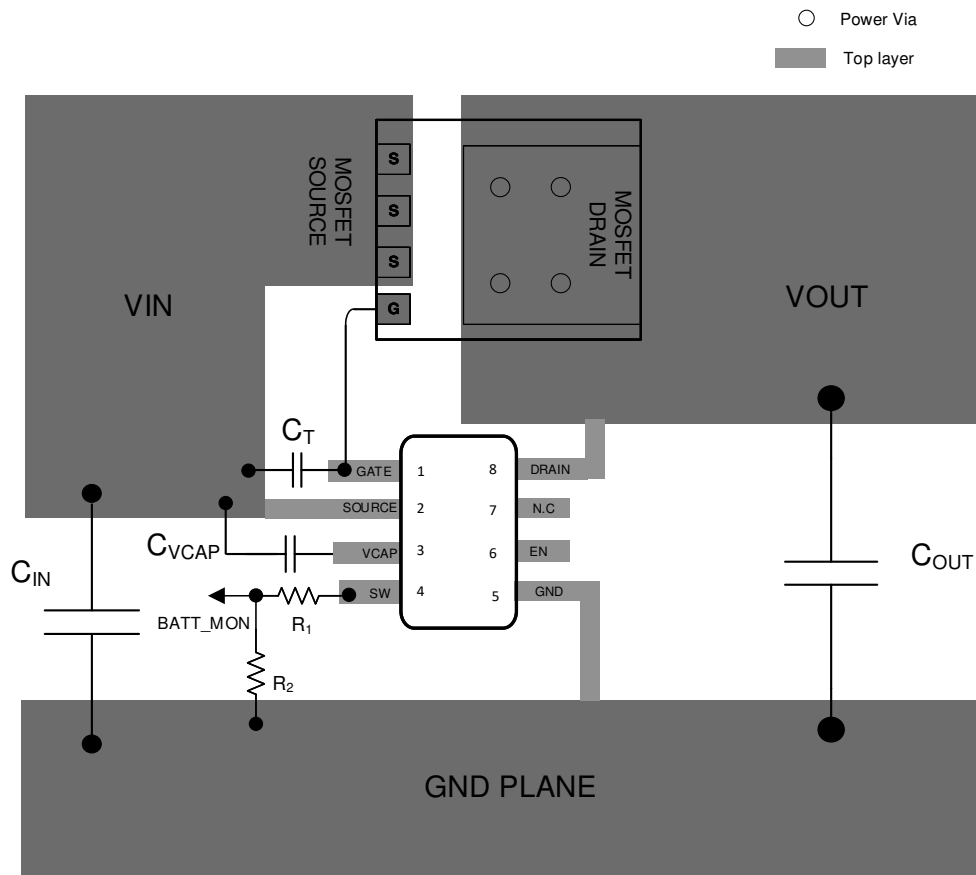 Power Via
Top layer
MOSFET
SOURCE
S
S
S
G
MOSFET
DRAIN
VIN
VOUT
CT
GATE 1
8 DRAIN
SOURCE 2
7 N.C
CVCAP
VCAP 3
6 EN
SW 4
5 GND
CIN
COUT
BATT_MON
R1
R2
GND PLANE